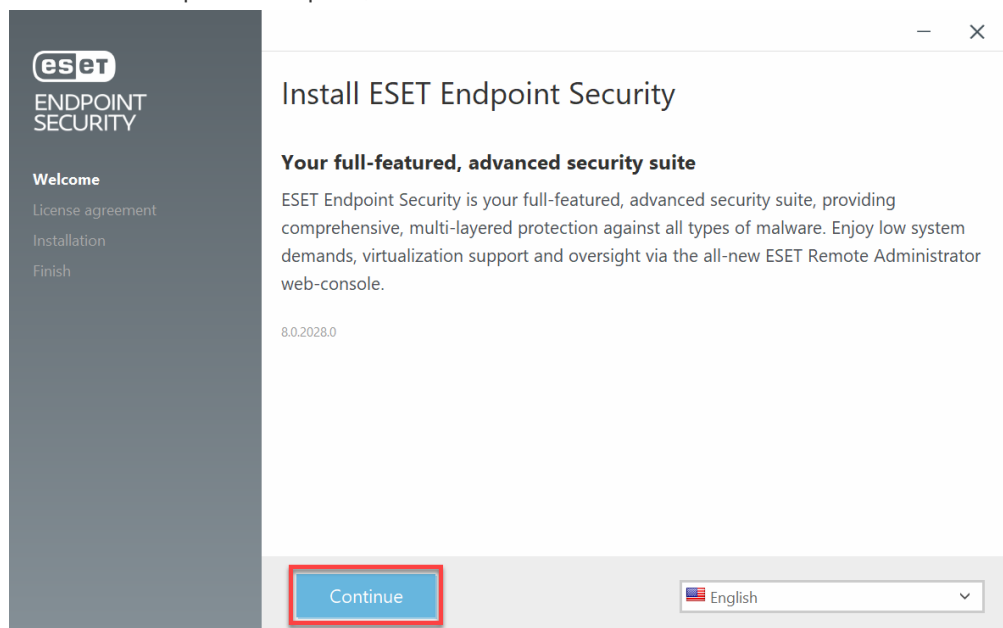 eset
ENDPOINT
SECURITY
Welcome
License agreement
Installation
Finish
Install ESET Endpoint Security
Your full-featured, advanced security suite
ESET Endpoint Security is your full-featured, advanced security suite, providing
comprehensive, multi-layered protection against all types of malware. Enjoy low system
demands, virtualization support and oversight via the all-new ESET Remote Administrator
web-console.
8.0.2028.0
Continue
English